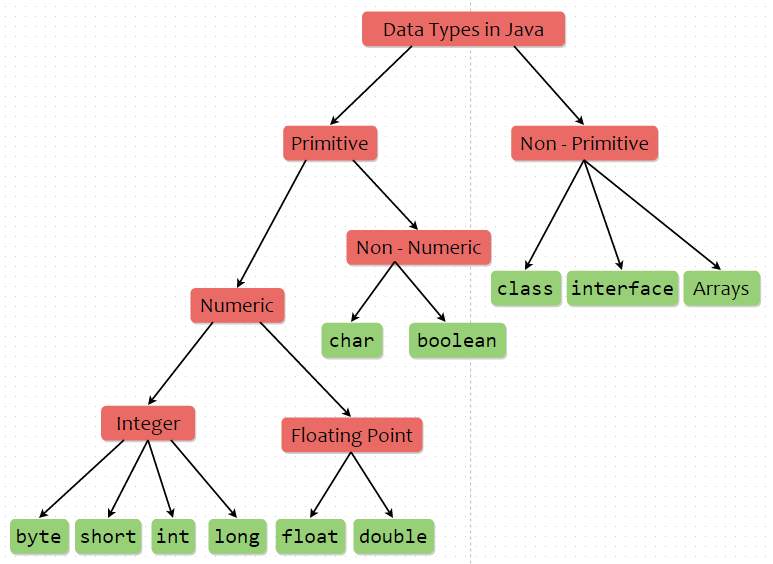 Data Types in Java
Primitive
Non - Primitive
Non - Numeric
class
interface
Arrays
Numeric
char
boolean
Integer
Floating Point
byte
short
int
long
float
double